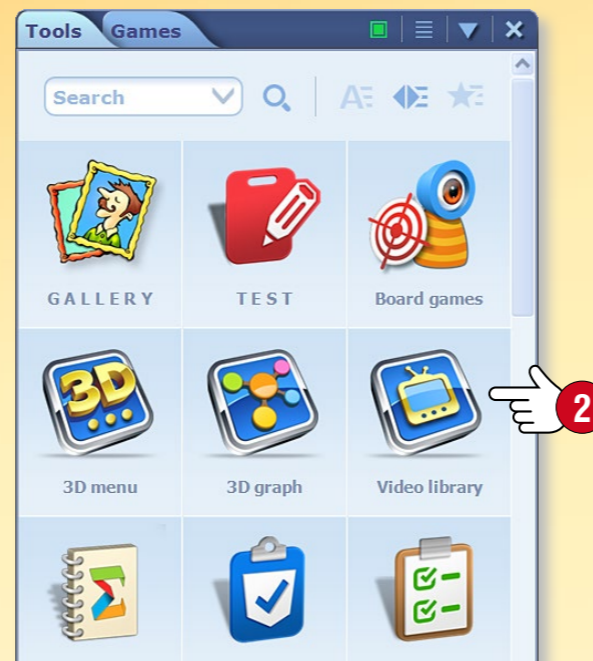 Tools Games
Search
GALLERY TEST Board games
3D
3D menu 3D graph Video library
2